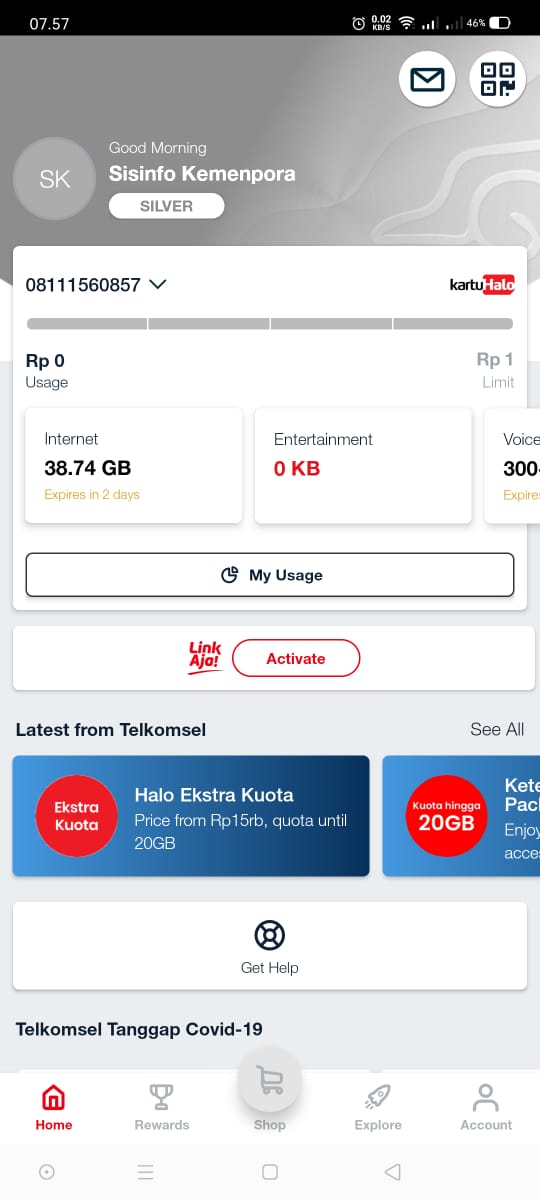 07.57
0.02
KB/S
46%
Good Morning
SK
Sisinfo Kemenpora
SILVER
08111560857
kartuHalo
Rp 0
Rp 1
Usage
Limit
Internet
Entertainment
Voice
38.74 GB
0 KB
300
Expires in 2 days
Expires
My Usage
Link
Aja!
Activate
Latest from Telkomsel
See All
Ekstra
Kuota
Halo Ekstra Kuota
Price from Rp15rb, quota until
20GB
Kuota hingga
20GB
Kete
Pac
Enjoy
acces
Get Help
Telkomsel Tanggap Covid-19
Home
Rewards
Shop
Explore
Account